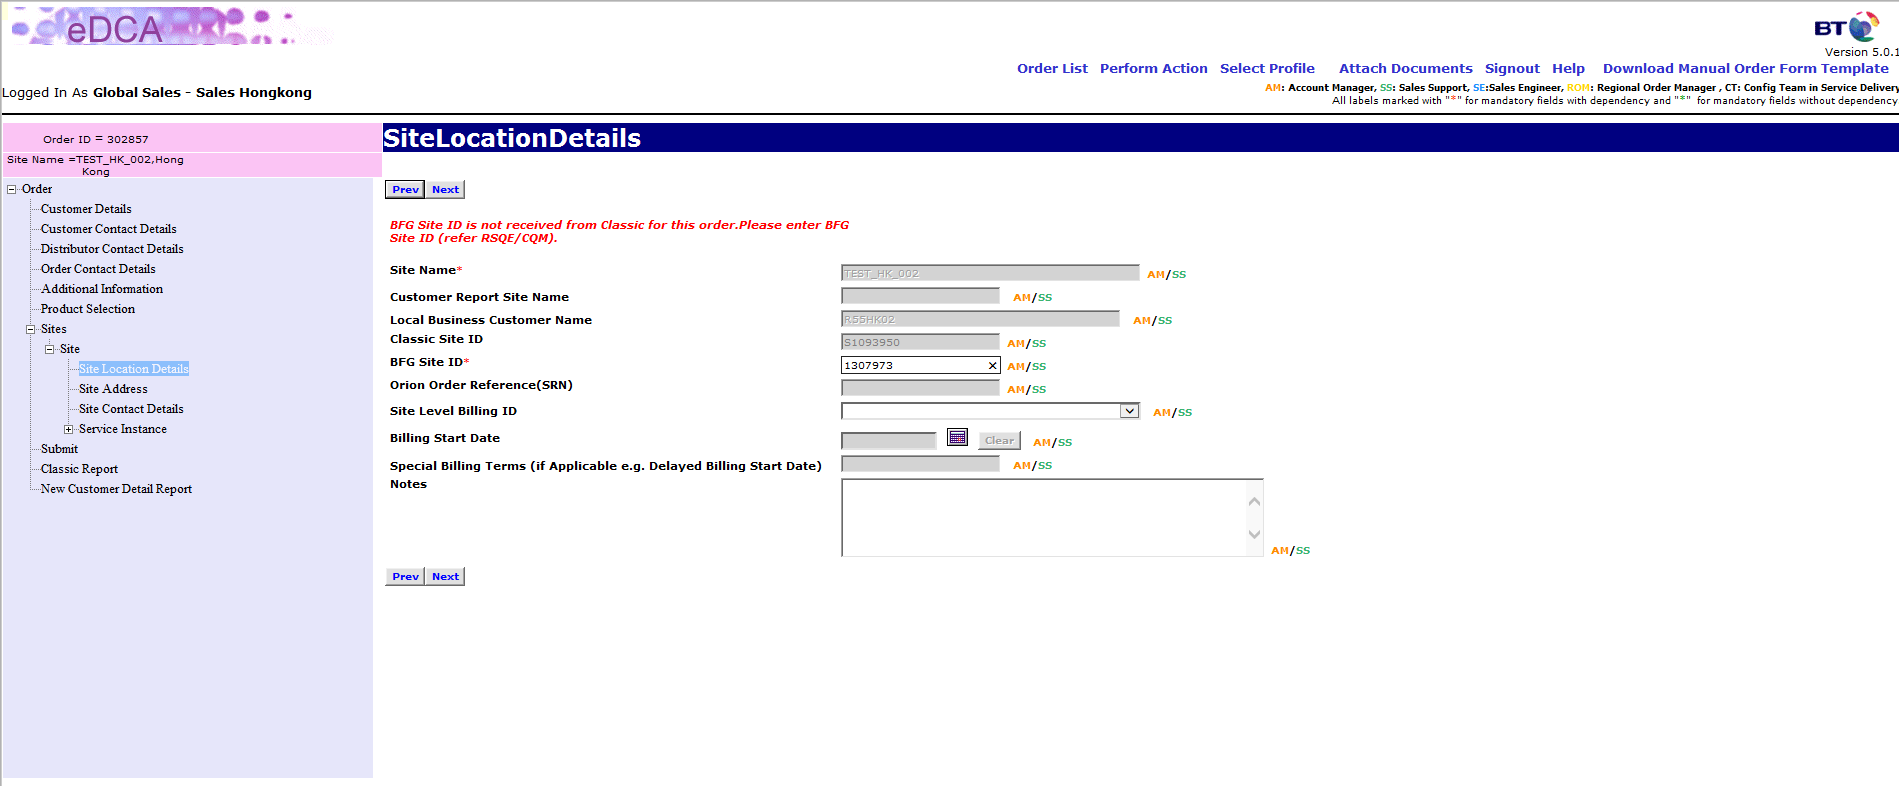 eDCA
BT
Version 5.0.1
Order List Perform Action Select Profile Attach Documents Signout Help Download Manual Order Form Template
Logged In As Global Sales - Sales Hongkong
AM: Account Manager, SS: Sales Support, SE:Sales Engineer, ROM: Regional Order Manager , CT: Config Team in Service Delivery
All labels marked with "*" for mandatory fields with dependency and "*" for mandatory fields without dependency
Order ID = 302857
Site Name =TEST_HK_002,Hong
Kong
SiteLocationDetails
Order
Customer Details
Customer Contact Details
Distributor Contact Details
Order Contact Details
Additional Information
Product Selection
Sites
Site
Site Location Details
Site Address
Site Contact Details
Service Instance
Submit
Classic Report
New Customer Detail Report
Prev Next
BFG Site ID is not received from Classic for this order.Please enter BFG
Site ID (refer RSQE/CQM).
Site Name* TEST_HK_002 AM/SS
Customer Report Site Name AM/SS
Local Business Customer Name R55HK02 AM/SS
Classic Site ID S1093950 AM/SS
BFG Site ID* 1307973 AM/SS
Orion Order Reference(SRN) AM/SS
Site Level Billing ID AM/SS
Billing Start Date Clear AM/SS
Special Billing Terms (if Applicable e.g. Delayed Billing Start Date) AM/SS
Notes AM/SS
Prev Next